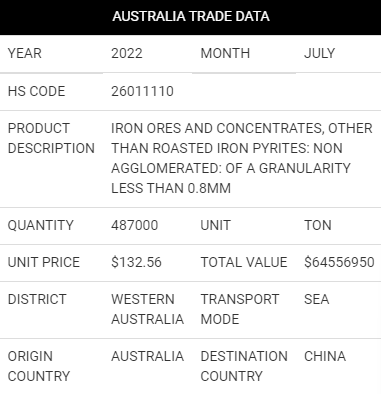 AUSTRALIA TRADE DATA
YEAR 2022 MONTH JULY
HS CODE 26011110
PRODUCT DESCRIPTION IRON ORES AND CONCENTRATES, OTHER
THAN ROASTED IRON PYRITES: NON
AGGLOMERATED: OF A GRANULARITY
LESS THAN 0.8MM
QUANTITY 487000 UNIT TON
UNIT PRICE $132.56 TOTAL VALUE $64556950
DISTRICT WESTERN TRANSPORT SEA
AUSTRALIA MODE
ORIGIN AUSTRALIA DESTINATION CHINA
COUNTRY COUNTRY